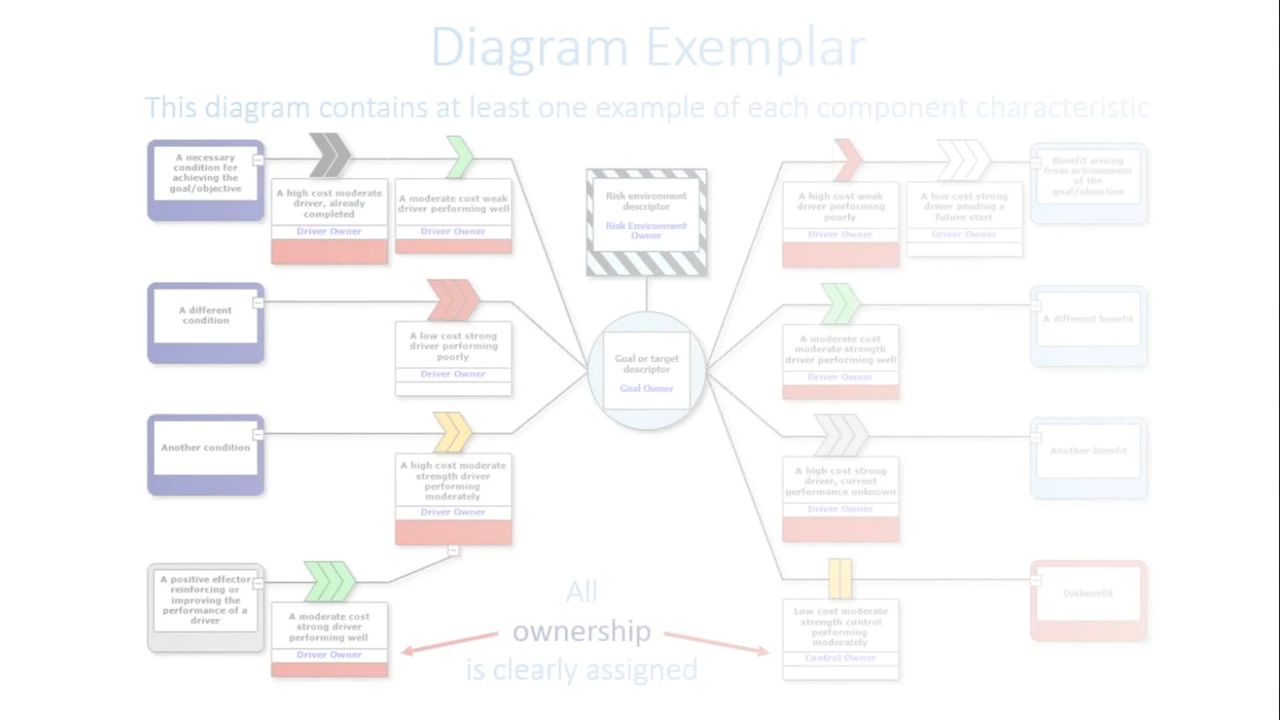 Diagram Exemplar
This diagram contains at least one example of each component characteristic
A necessary
condition for
achieving the
goal/objective
A high cost moderate
driver, already
completed
Driver Owner
A moderate cost weak
driver performing well
Driver Owner
Risk environment
descriptor
Risk Environment
Owner
A high cost weak
driver performing
poorly
Driver Owner
A low cost strong
driver pending a
future start
Driver Owner
Benefit arising
from achievement
of the
goal/objective
A different
condition
A low cost strong
driver performing
poorly
Driver Owner
Goal or target
descriptor
Goal Owner
A moderate cost
moderate strength
driver performing well
Driver Owner
A different benefit
Another condition
A high cost moderate
strength driver
performing
moderately
Driver Owner
A high cost strong
driver, current
performance unknown
Driver Owner
Another benefit
A positive effector
reinforcing or
improving the
performance of a
driver
A moderate cost
strong driver
performing well
Driver Owner
All
ownership
is clearly assigned
Low cost moderate
strength control
performing
moderately
Control Owner
Disbenefit